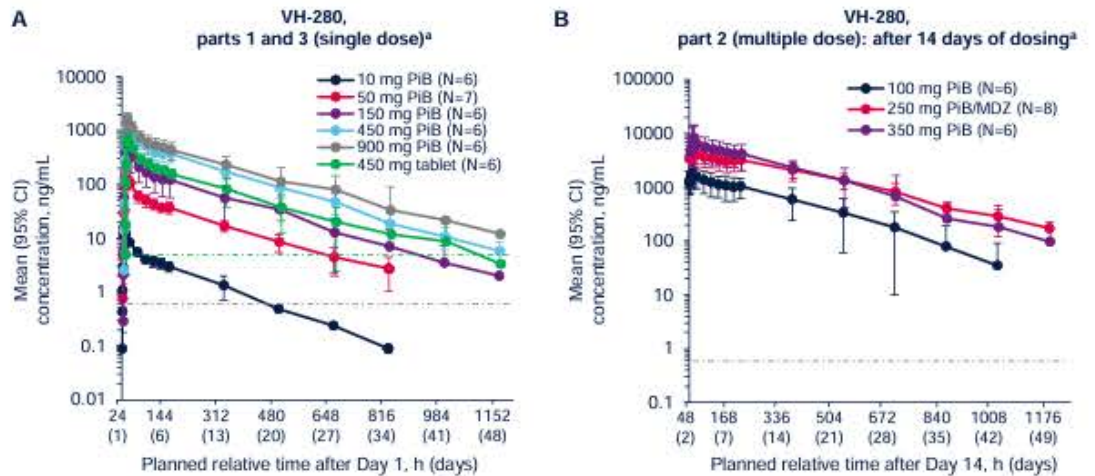 A
VH-280,
parts 1 and 3 (single dose)ᵃ
Mean (95% CI)
concentration, ng/mL
10000
1000
100
10
1
0.1
0.01
10 mg PiB (N=6)
50 mg PiB (N=7)
150 mg PiB (N=6)
450 mg PiB (N=6)
900 mg PiB (N=6)
450 mg tablet (N=6)
24 144 312 480 648 816 984 1152
(1) (6) (13) (20) (27) (34) (41) (48)
Planned relative time after Day 1, h (days)
B
VH-280,
part 2 (multiple dose): after 14 days of dosingᵃ
Mean (95% CI)
concentration, ng/mL
100000
10000
1000
100
10
1
0.1
100 mg PiB (N=6)
250 mg PiB/MDZ (N=8)
350 mg PiB (N=6)
48 168 336 504 672 840 1008 1176
(2) (7) (14) (21) (28) (35) (42) (49)
Planned relative time after Day 14, h (days)